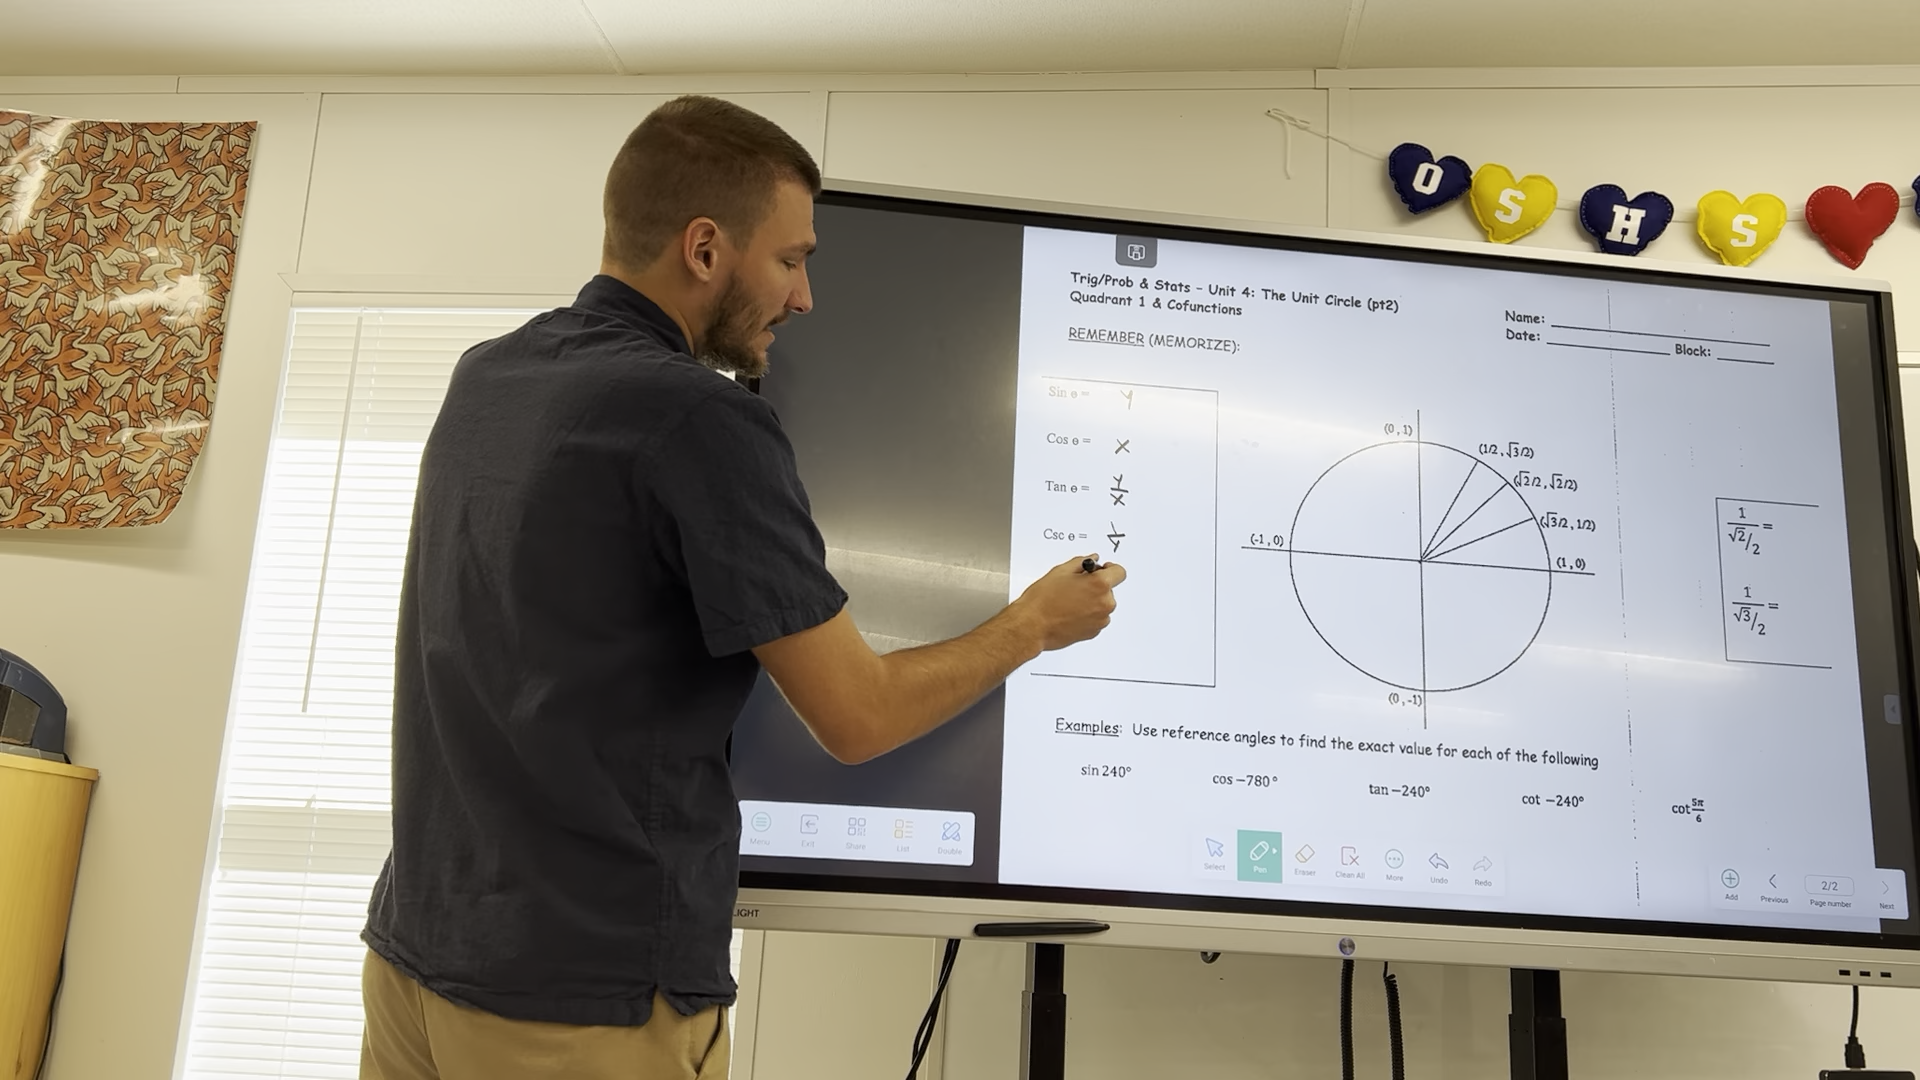 O S H S
Trig/Prob & Stats - Unit 4: The Unit Circle (pt2)
Quadrant 1 & Cofunctions
Name:
Date: Block:
REMEMBER (MEMORIZE):
Sin ɵ = y
Cos ɵ = x
Tan ɵ = y/x
Csc ɵ = 1/y
(0, 1)
(1/2, √3/2)
(√2/2, √2/2)
(√3/2, 1/2)
(-1, 0)
(1, 0)
(0, -1)
1/(√2/2) =
1/(√3/2) =
Examples: Use reference angles to find the exact value for each of the following
sin 240° cos −780° tan −240° cot −240° cot 5π/6
Menu Exit Share List Double
Select Pen Eraser Clean All More Undo Redo
Add Previous 2/2 Page number Next
LIGHT